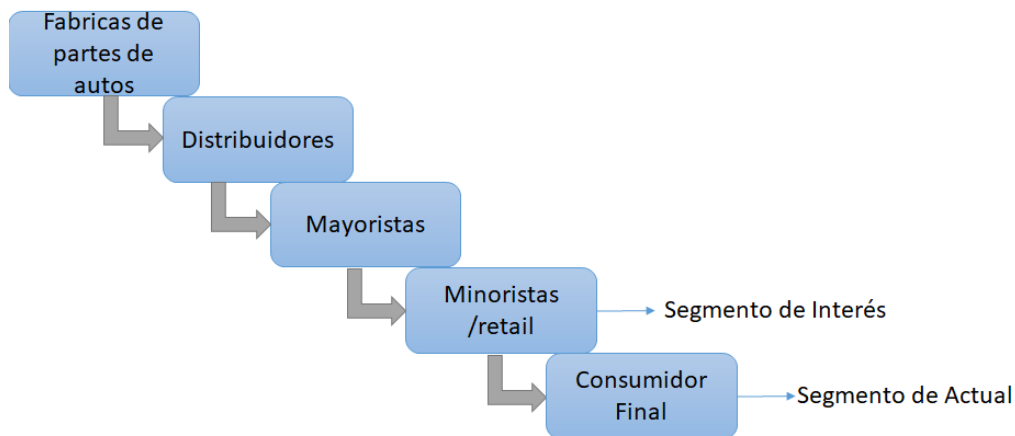 Fabricas de
partes de
autos
Distribuidores
Mayoristas
Minoristas
/retail
Segmento de Interés
Consumidor
Final
Segmento de Actual